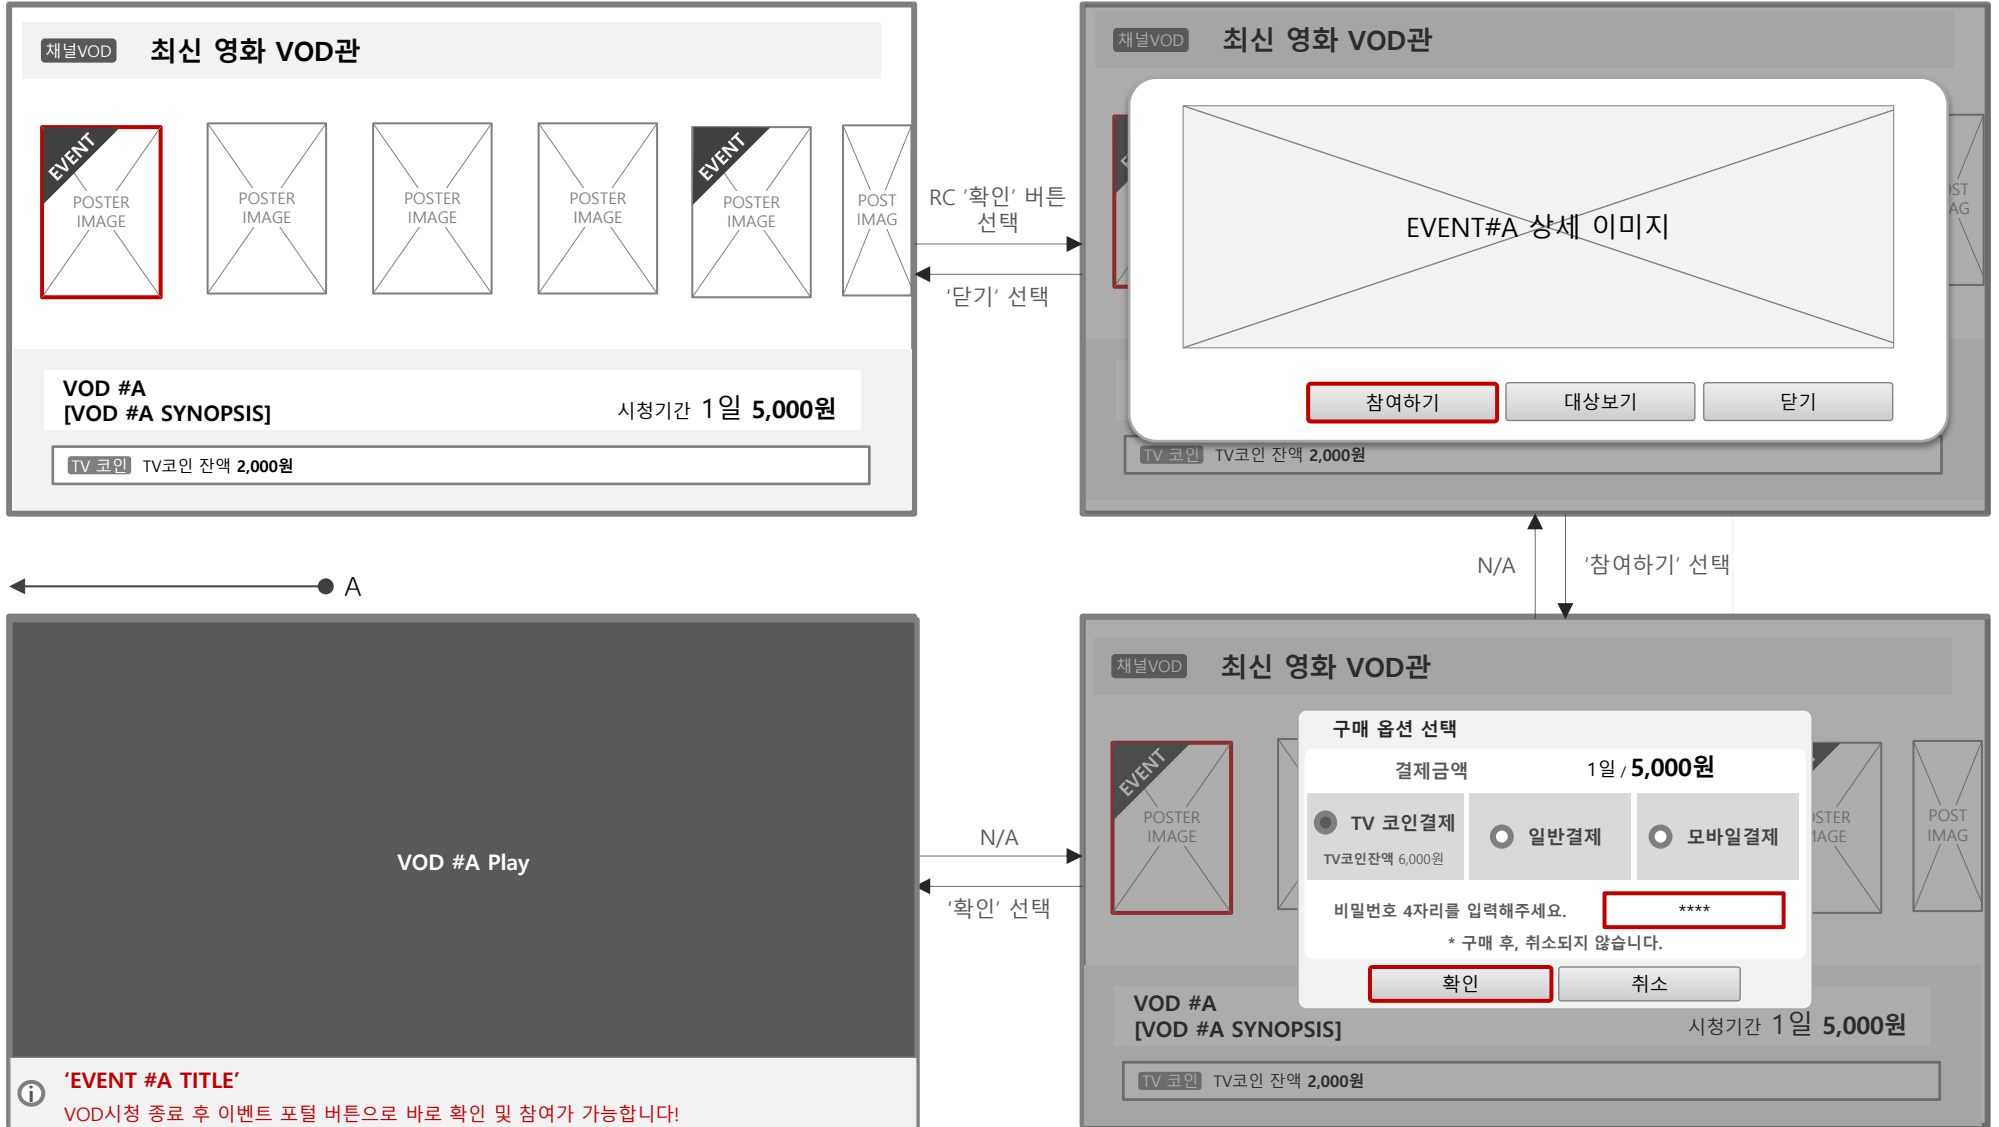 채널VOD 최신 영화 VOD관
EVENT
POSTER
IMAGE
POSTER
IMAGE
POSTER
IMAGE
POSTER
IMAGE
EVENT
POSTER
IMAGE
POST
IMAG
VOD #A
[VOD #A SYNOPSIS]
시청기간 1일 5,000원
TV 코인 TV코인 잔액 2,000원
RC ‘확인’ 버튼
선택
‘닫기’ 선택
채널VOD 최신 영화 VOD관
EVENT#A 상세 이미지
참여하기 대상보기 닫기
OST
AG
TV 코인 TV코인 잔액 2,000원
N/A
‘참여하기’ 선택
A
VOD #A Play
‘EVENT #A TITLE’
VOD시청 종료 후 이벤트 포털 버튼으로 바로 확인 및 참여가 가능합니다!
N/A
‘확인’ 선택
채널VOD 최신 영화 VOD관
EVENT
POSTER
IMAGE
구매 옵션 선택
결제금액 1일 / 5,000원
TV 코인결제
TV코인잔액 6,000원
일반결제
모바일결제
비밀번호 4자리를 입력해주세요. ****
* 구매 후, 취소되지 않습니다.
확인 취소
OSTER
MAGE
POST
IMAG
VOD #A
[VOD #A SYNOPSIS]
시청기간 1일 5,000원
TV 코인 TV코인 잔액 2,000원